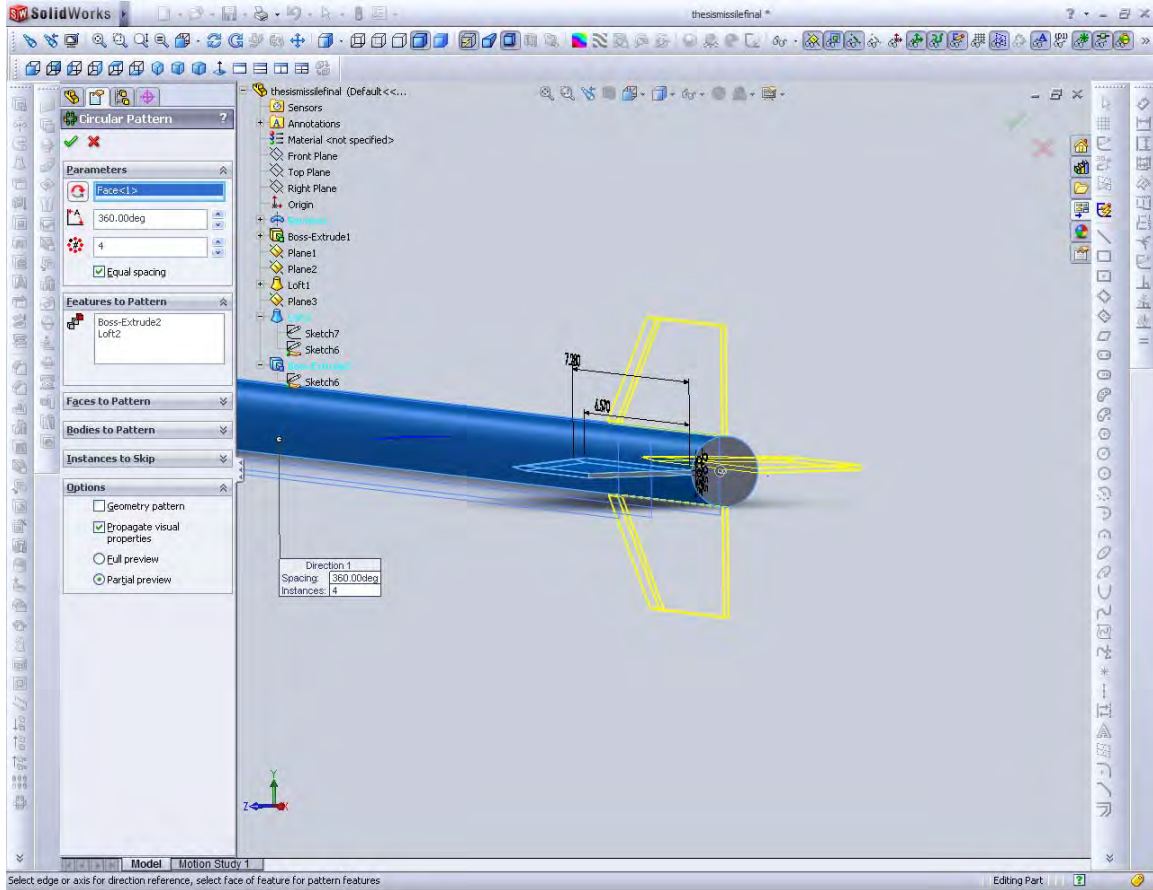 SolidWorks
thesismissilefinal *
Circular Pattern
?
Parameters
Face<1>
360.00deg
4
Equal spacing
Features to Pattern
Boss-Extrude2
Loft2
Faces to Pattern
Bodies to Pattern
Instances to Skip
Options
Geometry pattern
Propagate visual
properties
Full preview
Partial preview
thesismissilefinal (Default<<...
Sensors
Annotations
Material <not specified>
Front Plane
Top Plane
Right Plane
Origin
Boss-Extrude1
Plane1
Plane2
Loft1
Plane3
Sketch7
Sketch6
Sketch6
7.280
Direction 1
Spacing: 360.00deg
Instances: 4
Y
Z
X
Model
Motion Study 1
Select edge or axis for direction reference, select face of feature for pattern features
Editing Part